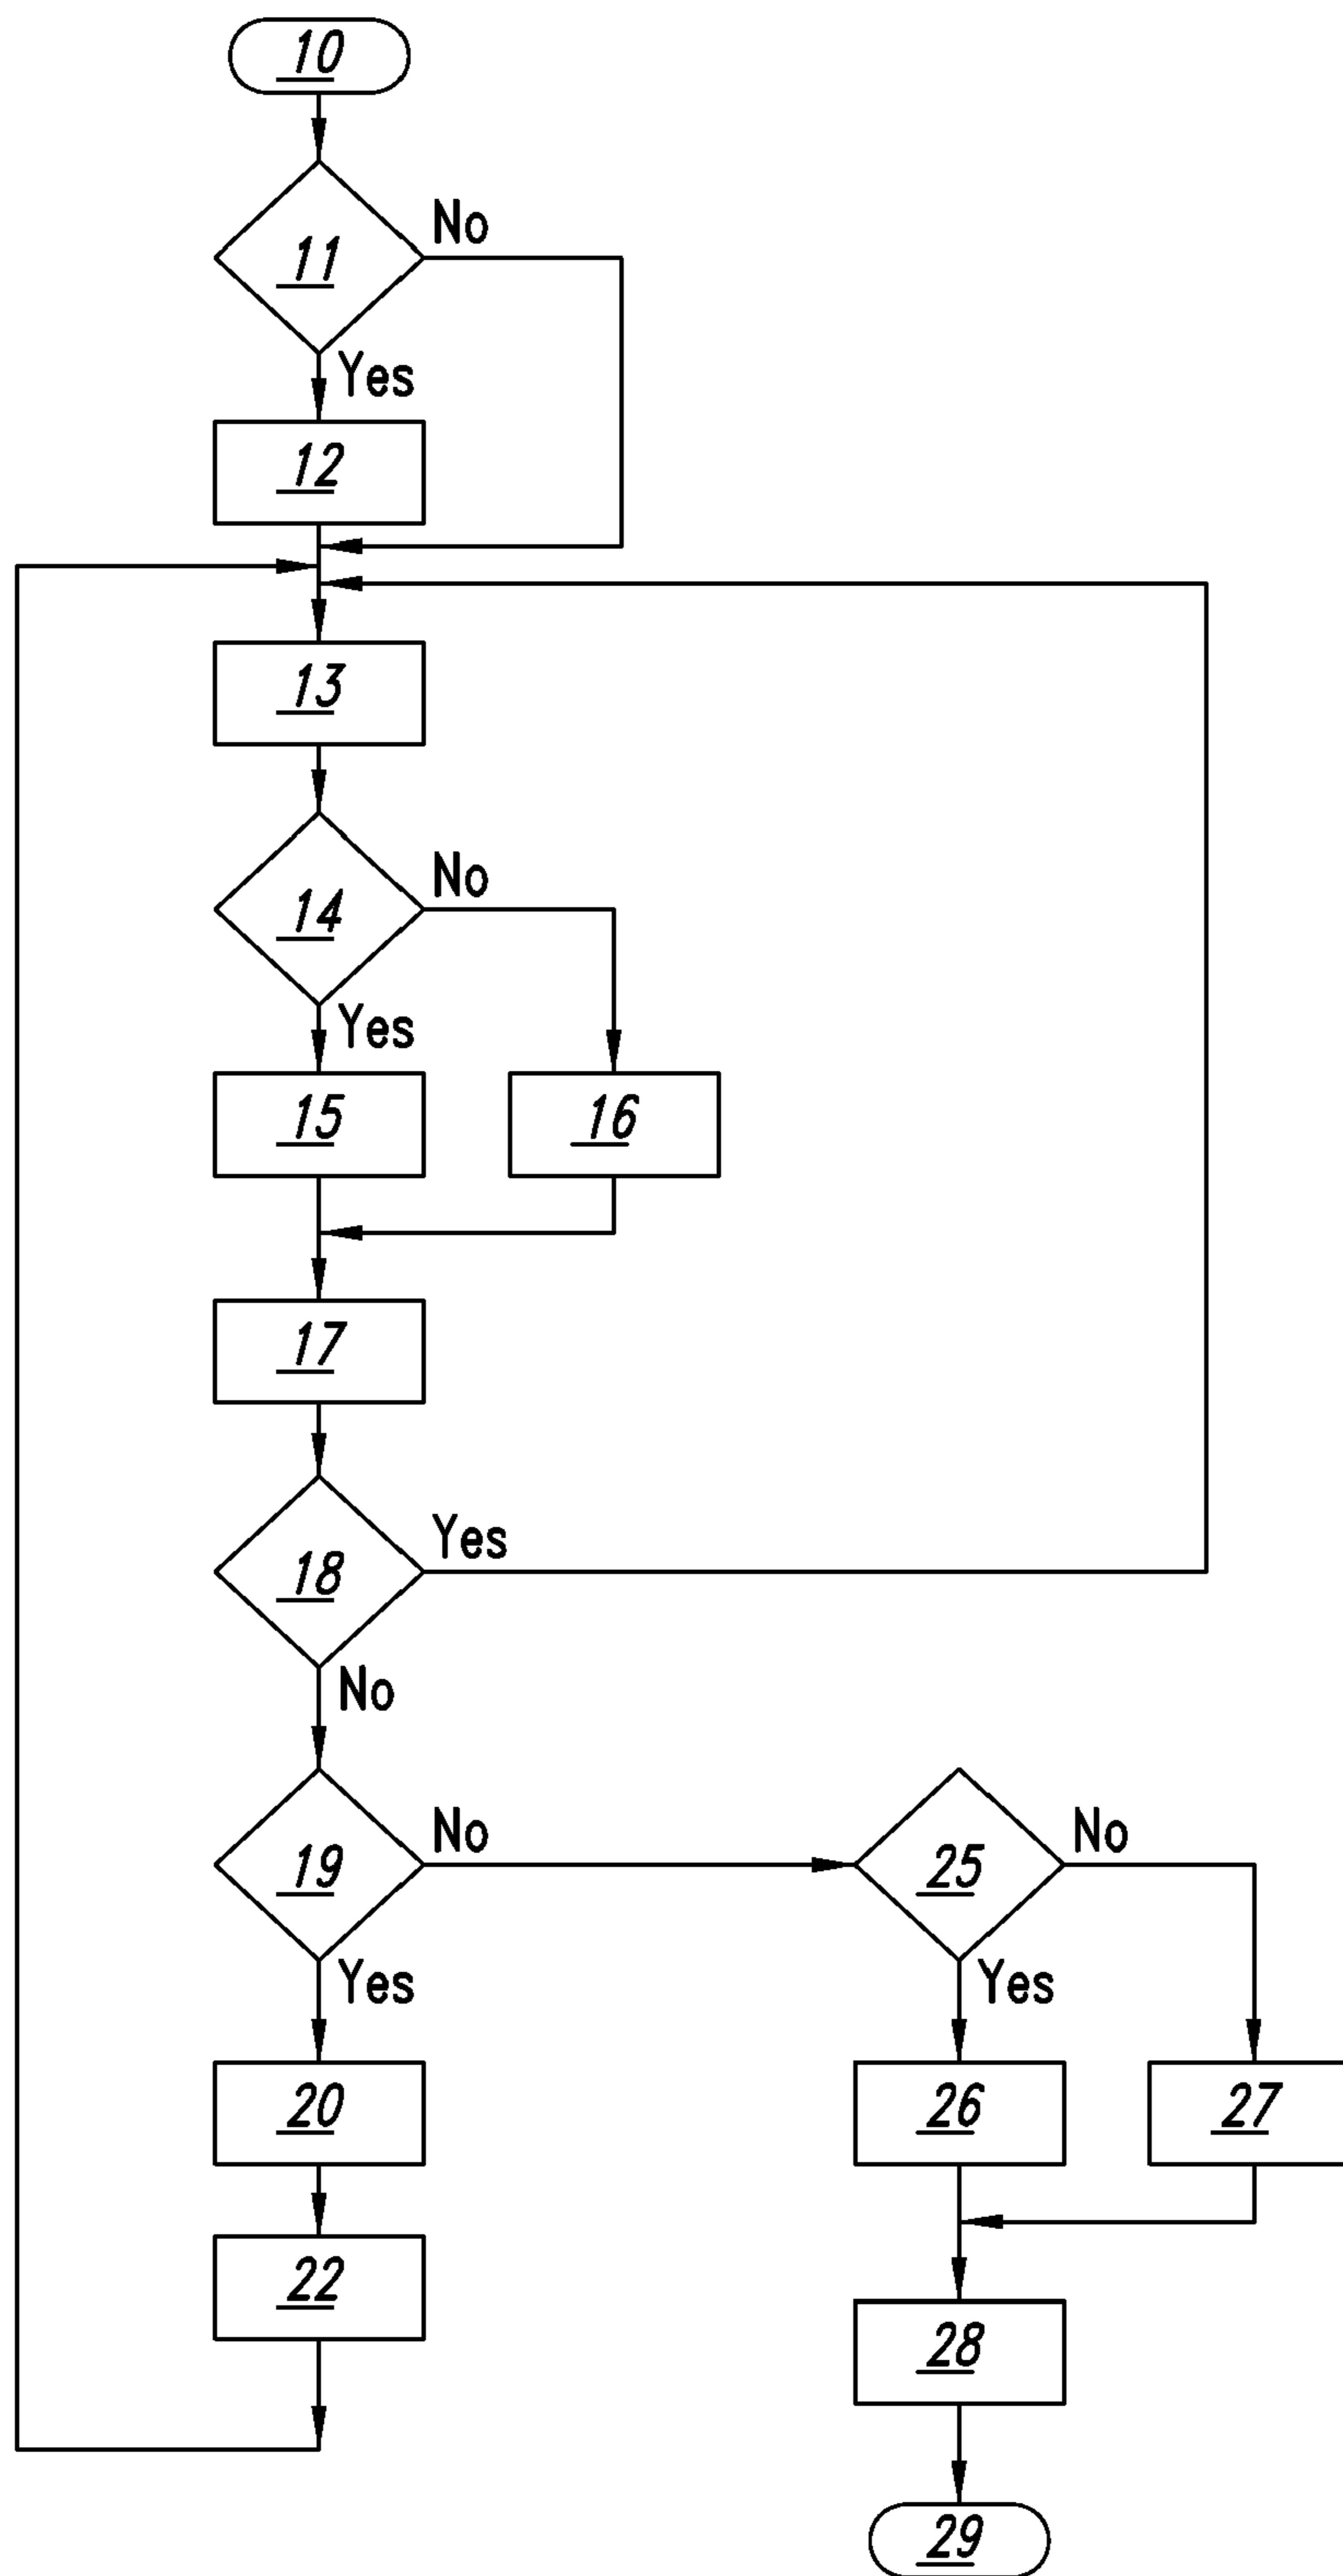 10
No
11
Yes
12
13
No
14
Yes
15 16
17
Yes
18
No
No No
19 25
Yes Yes
20 26 27
22
28
29